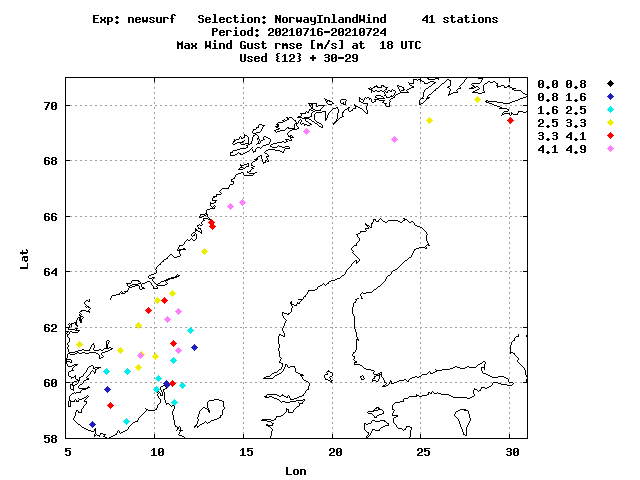 Exp: newsurf   Selection: NorwayInlandWind     41 stations
Period: 20210716-20210724
Max Wind Gust rmse [m/s] at  18 UTC
Used {12} + 30-29
0.0 0.8
0.8 1.6
1.6 2.5
2.5 3.3
3.3 4.1
4.1 4.9
70
68
66
64
62
60
58
Lat
5 10 15 20 25 30
Lon